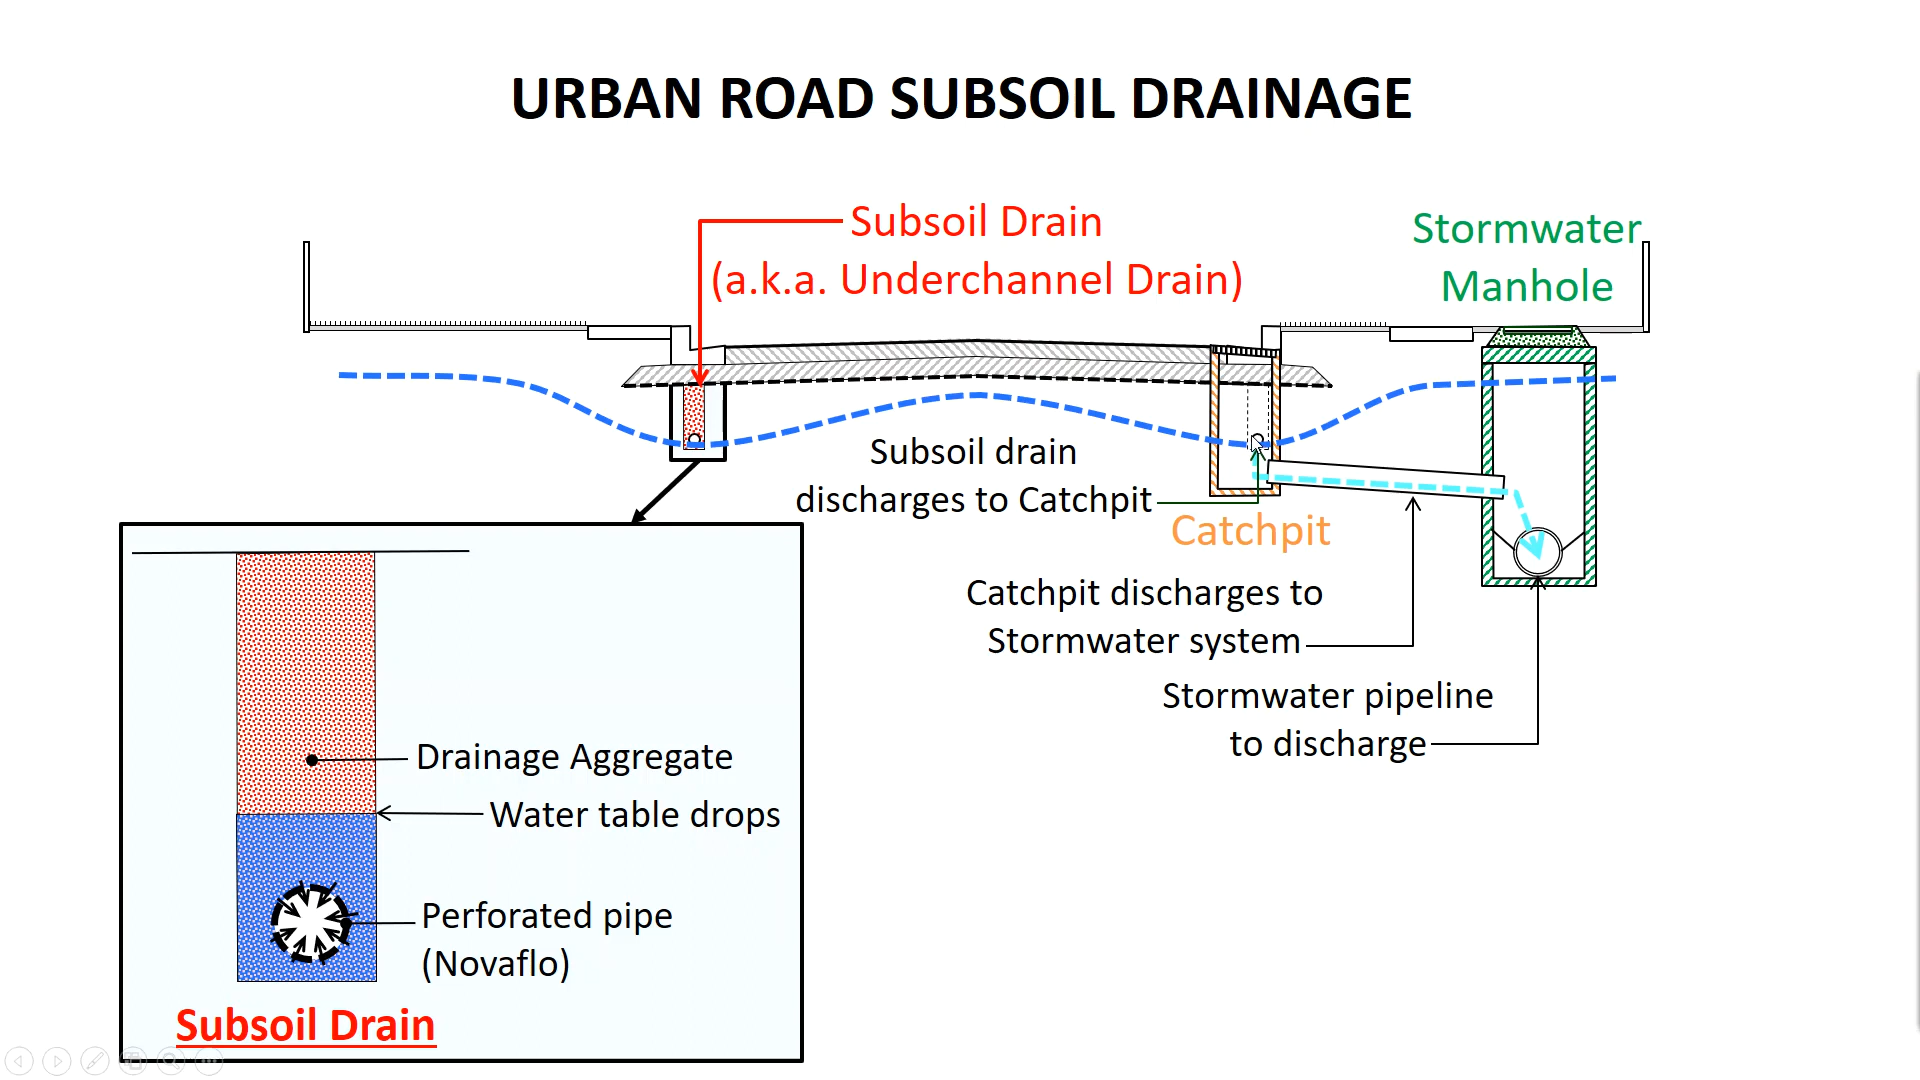 URBAN ROAD SUBSOIL DRAINAGE
Subsoil Drain
(a.k.a. Underchannel Drain)
Stormwater
Manhole
Subsoil drain
discharges to Catchpit
Catchpit
Catchpit discharges to
Stormwater system
Stormwater pipeline
to discharge
Drainage Aggregate
Water table drops
Perforated pipe
(Novaflo)
Subsoil Drain